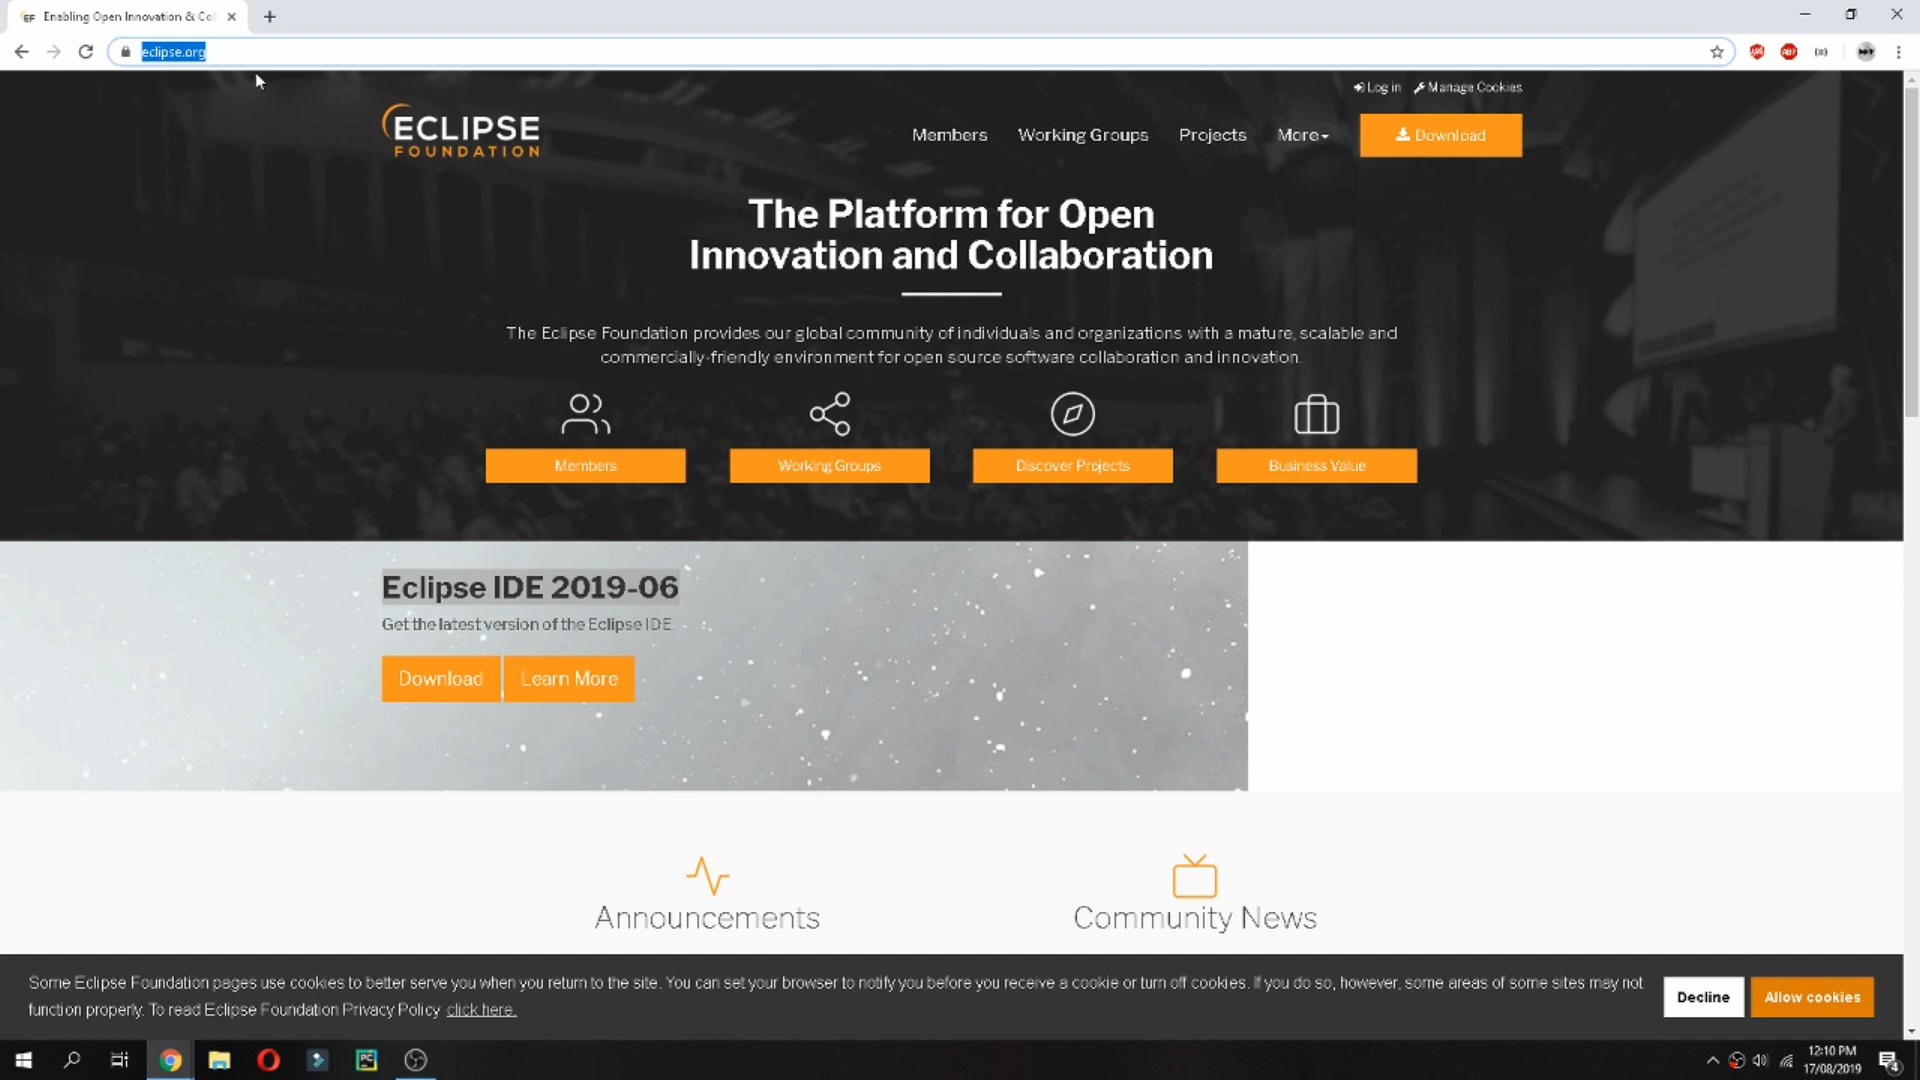 Enabling Open Innovation & Col
eclipse.org
Log in Manage Cookies
ECLIPSE
FOUNDATION
Members Working Groups Projects More Download
The Platform for Open
Innovation and Collaboration
The Eclipse Foundation provides our global community of individuals and organizations with a mature, scalable and
commercially-friendly environment for open source software collaboration and innovation.
Members Working Groups Discover Projects Business Value
Eclipse IDE 2019-06
Get the latest version of the Eclipse IDE.
Download Learn More
Announcements Community News
Some Eclipse Foundation pages use cookies to better serve you when you return to the site. You can set your browser to notify you before you receive a cookie or turn off cookies. If you do so, however, some areas of some sites may not
function properly. To read Eclipse Foundation Privacy Policy click here.
Decline Allow cookies
12:10 PM
17/08/2019
4